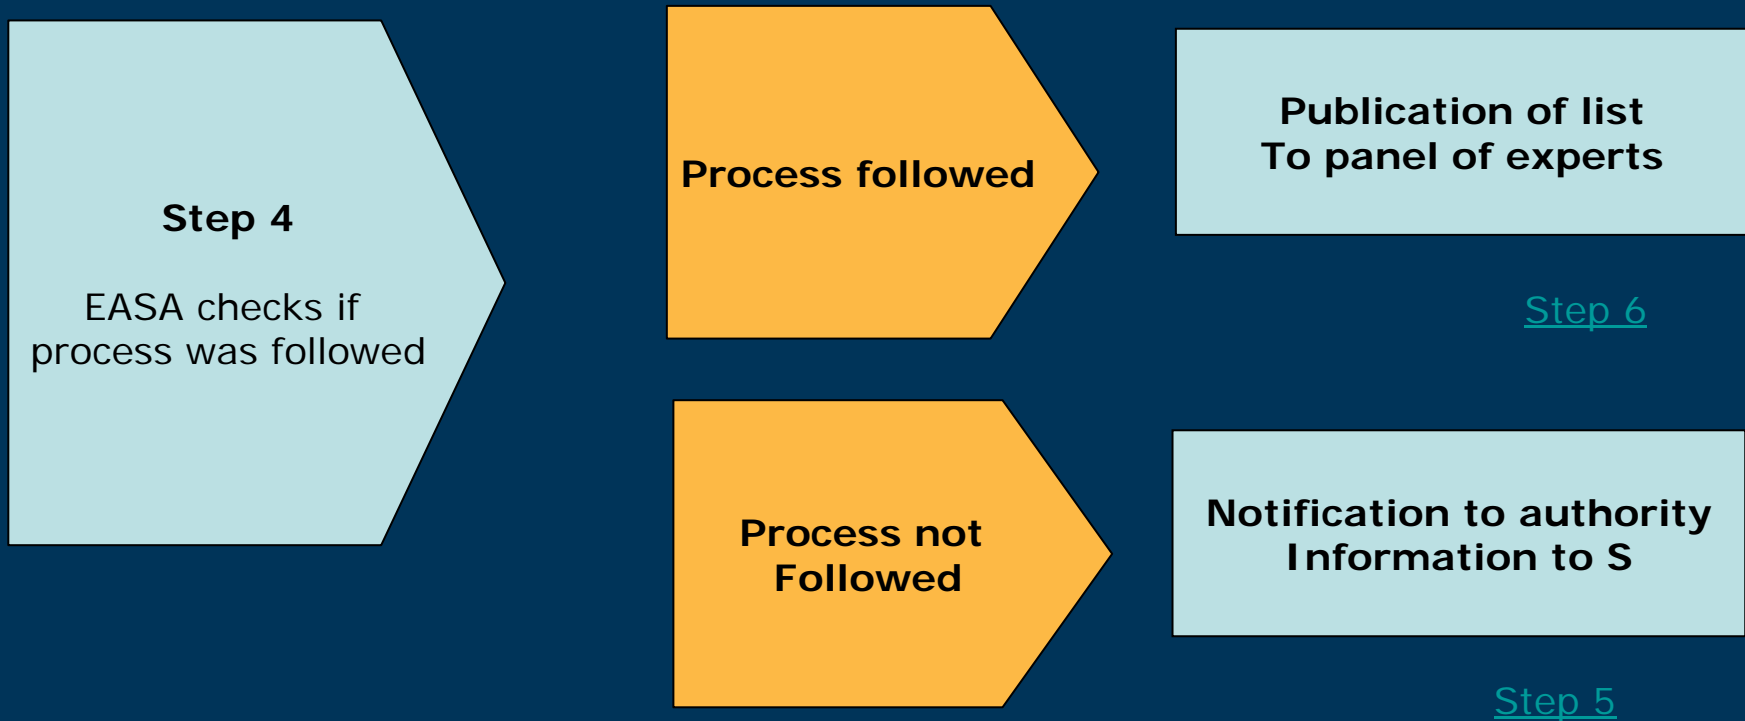 Step 4
EASA checks if
process was followed
Process followed
Publication of list
To panel of experts
Step 6
Process not
Followed
Notification to authority
Information to S
Step 5